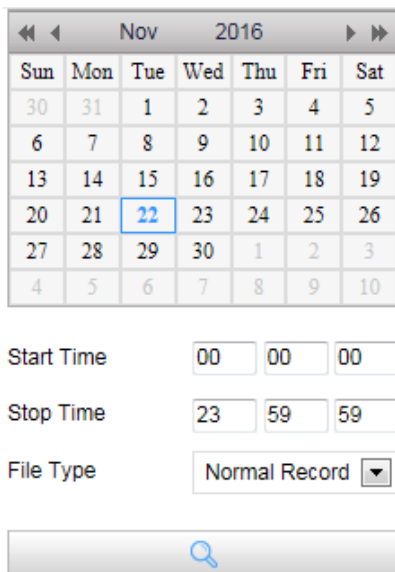 Nov 2016
Sun Mon Tue Wed Thu Fri Sat
30 31 1 2 3 4 5
6 7 8 9 10 11 12
13 14 15 16 17 18 19
20 21 22 23 24 25 26
27 28 29 30 1 2 3
4 5 6 7 8 9 10
Start Time 00 00 00
Stop Time 23 59 59
File Type Normal Record